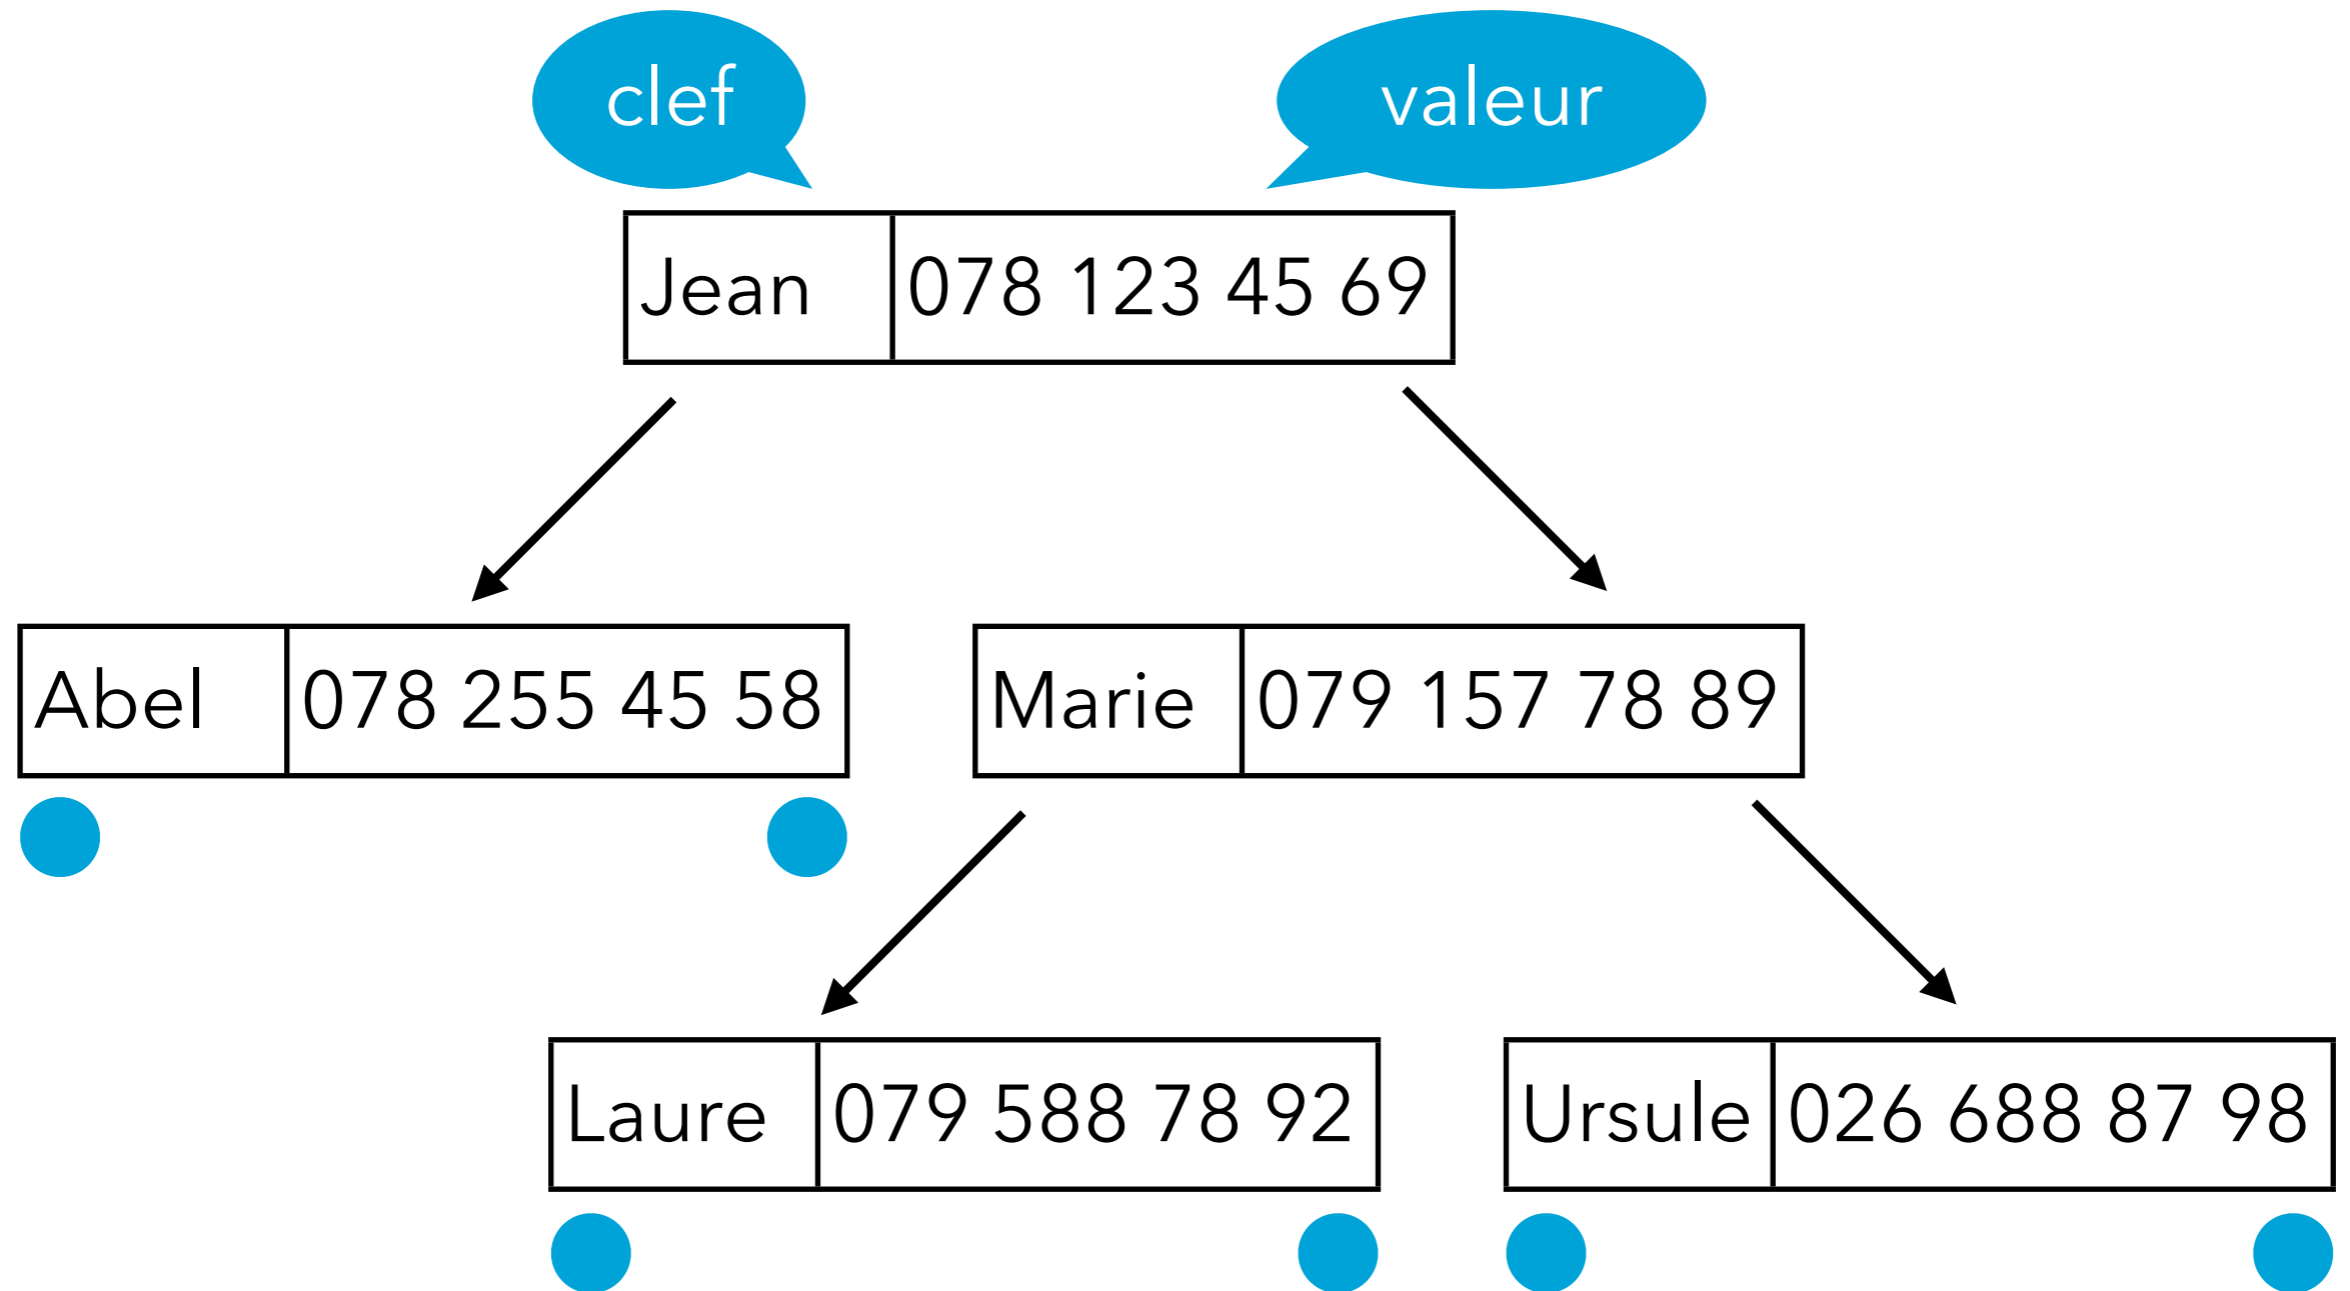 clef
valeur
Jean 078 123 45 69
Abel 078 255 45 58
Marie 079 157 78 89
Laure 079 588 78 92
Ursule 026 688 87 98